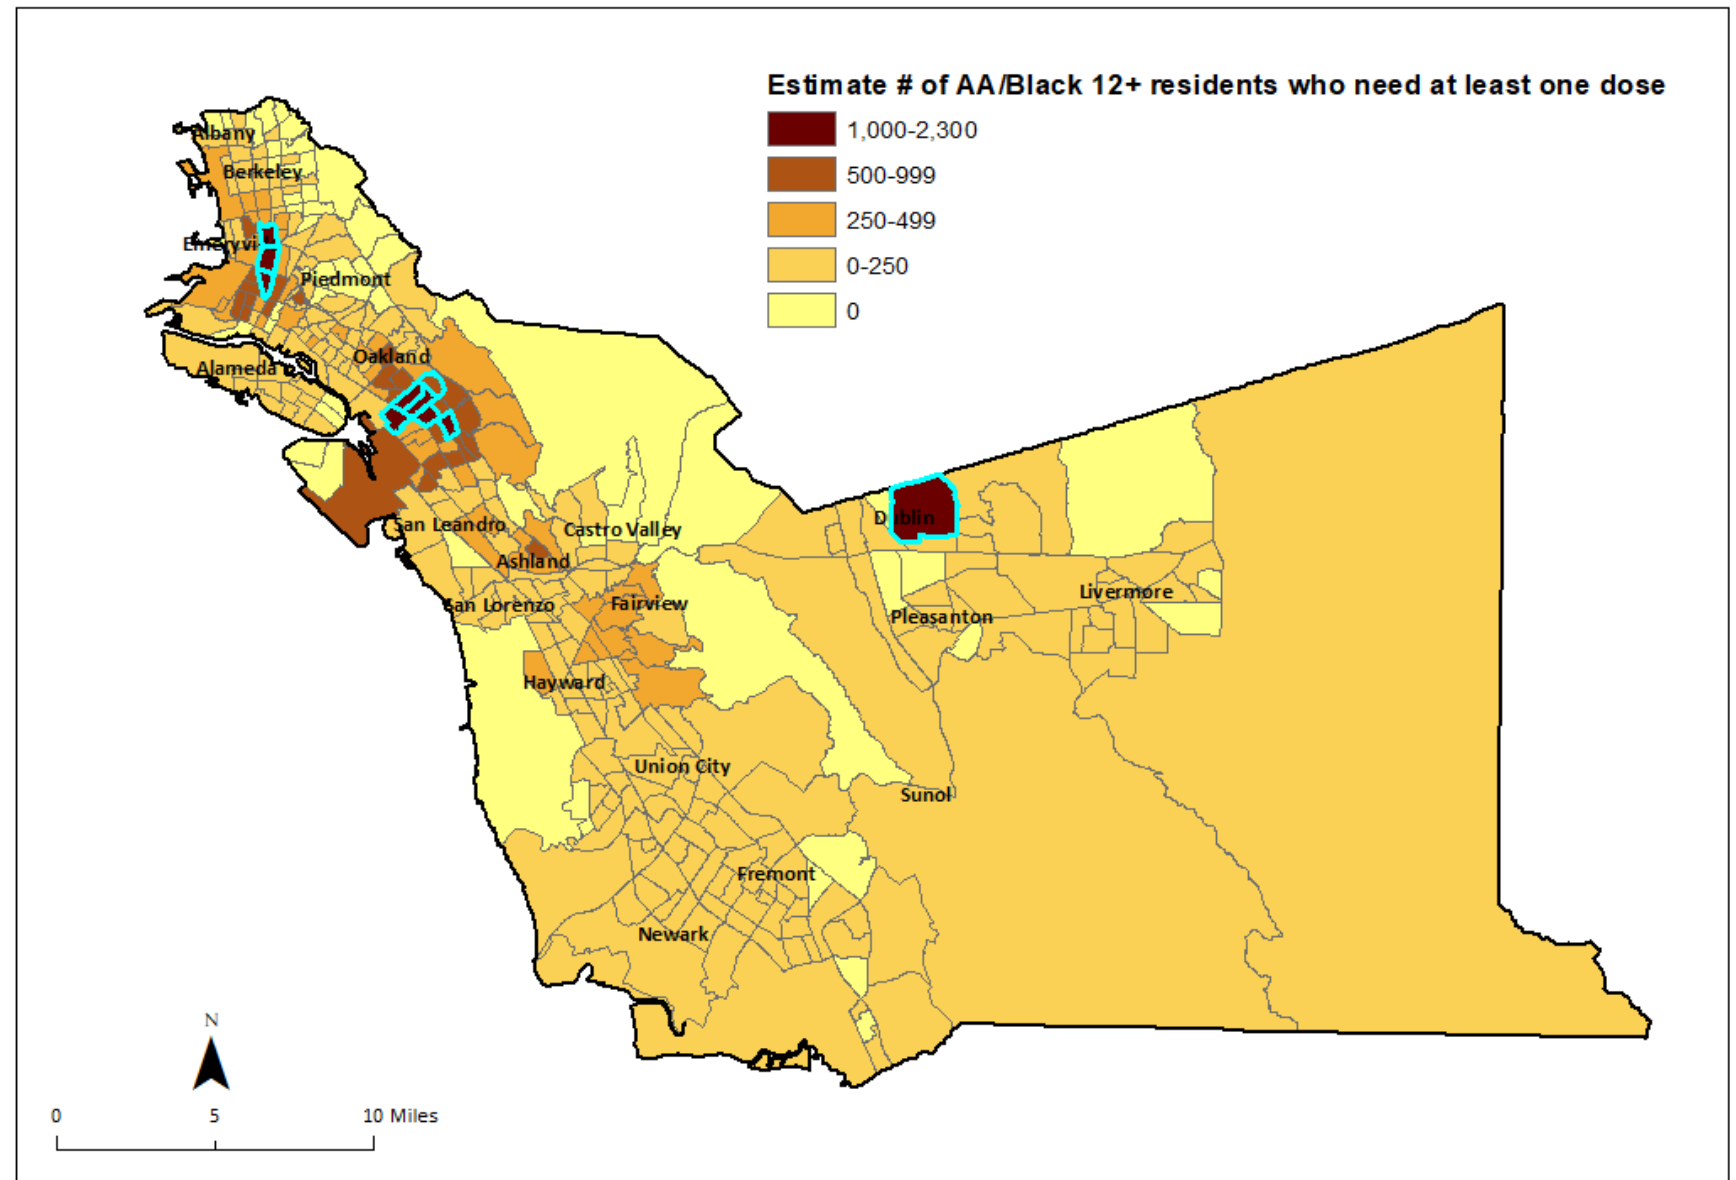 Estimate # of AA/Black 12+ residents who need at least one dose
1,000-2,300
500-999
250-499
0-250
0
Albany
Berkeley
Emeryvi
Piedmont
Oakland
Alameda
San Leandro
Castro Valley
Ashland
San Lorenzo
Fairview
Hayward
Dublin
Livermore
Pleasanton
Union City
Sunol
Fremont
Newark
N
0 5 10 Miles